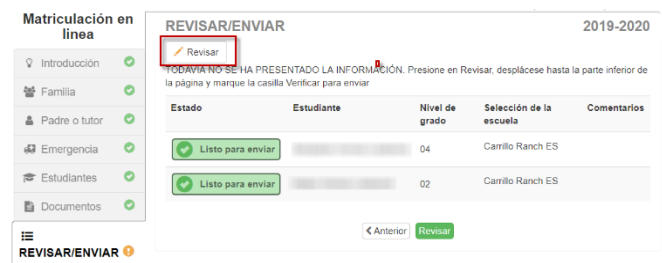 Matriculación en
linea
Introducción
Familia
Padre o tutor
Emergencia
Estudiantes
Documentos
REVISAR/ENVIAR
REVISAR/ENVIAR 2019-2020
Revisar
TODAVIA NO SE HA PRESENTADO LA INFORMACIÓN. Presione en Revisar, desplácese hasta la parte inferior de
la página y marque la casilla Verificar para enviar
Estado Estudiante Nivel de grado Selección de la escuela Comentarios
Listo para enviar 04 Carrillo Ranch ES
Listo para enviar 02 Carrillo Ranch ES
Anterior Revisar